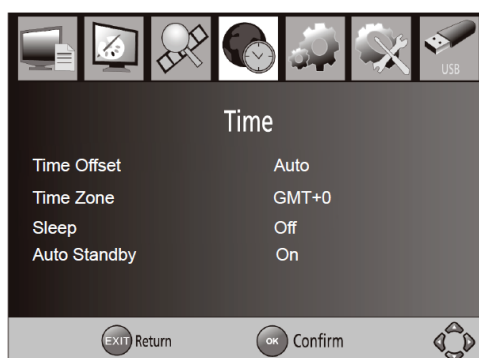 USB
Time
Time Offset Auto
Time Zone GMT+0
Sleep Off
Auto Standby On
EXIT Return OK Confirm